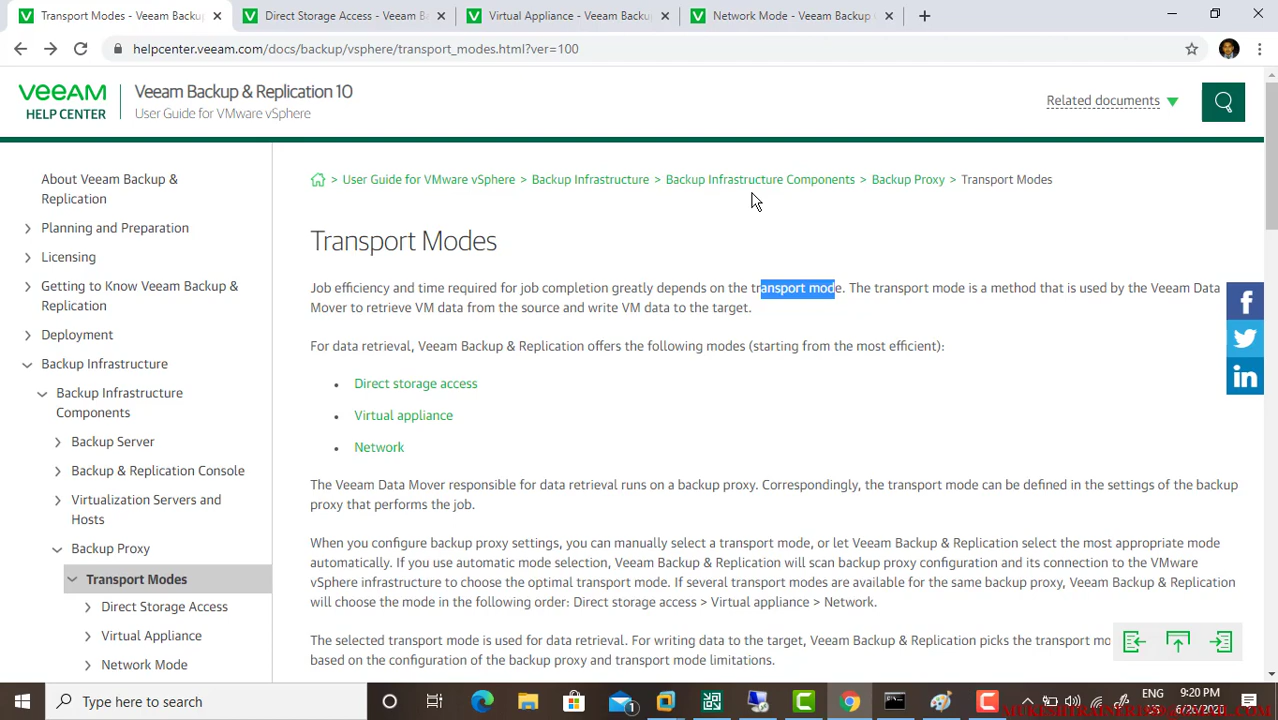 Transport Modes - Veeam Backup
Direct Storage Access - Veeam B
Virtual Appliance - Veeam Backu
Network Mode - Veeam Backup
helpcenter.veeam.com/docs/backup/vsphere/transport_modes.html?ver=100
veeam
HELP CENTER
Veeam Backup & Replication 10
User Guide for VMware vSphere
Related documents
About Veeam Backup &
Replication
Planning and Preparation
Licensing
Getting to Know Veeam Backup &
Replication
Deployment
Backup Infrastructure
Backup Infrastructure
Components
Backup Server
Backup & Replication Console
Virtualization Servers and
Hosts
Backup Proxy
Transport Modes
Direct Storage Access
Virtual Appliance
Network Mode
> User Guide for VMware vSphere > Backup Infrastructure > Backup Infrastructure Components > Backup Proxy > Transport Modes
Transport Modes
Job efficiency and time required for job completion greatly depends on the transport mode. The transport mode is a method that is used by the Veeam Data
Mover to retrieve VM data from the source and write VM data to the target.
For data retrieval, Veeam Backup & Replication offers the following modes (starting from the most efficient):
• Direct storage access
• Virtual appliance
• Network
The Veeam Data Mover responsible for data retrieval runs on a backup proxy. Correspondingly, the transport mode can be defined in the settings of the backup
proxy that performs the job.
When you configure backup proxy settings, you can manually select a transport mode, or let Veeam Backup & Replication select the most appropriate mode
automatically. If you use automatic mode selection, Veeam Backup & Replication will scan backup proxy configuration and its connection to the VMware
vSphere infrastructure to choose the optimal transport mode. If several transport modes are available for the same backup proxy, Veeam Backup & Replication
will choose the mode in the following order: Direct storage access > Virtual appliance > Network.
The selected transport mode is used for data retrieval. For writing data to the target, Veeam Backup & Replication picks the transport mo
based on the configuration of the backup proxy and transport mode limitations.
Type here to search
1
ENG
9:20 PM
6/26/2020